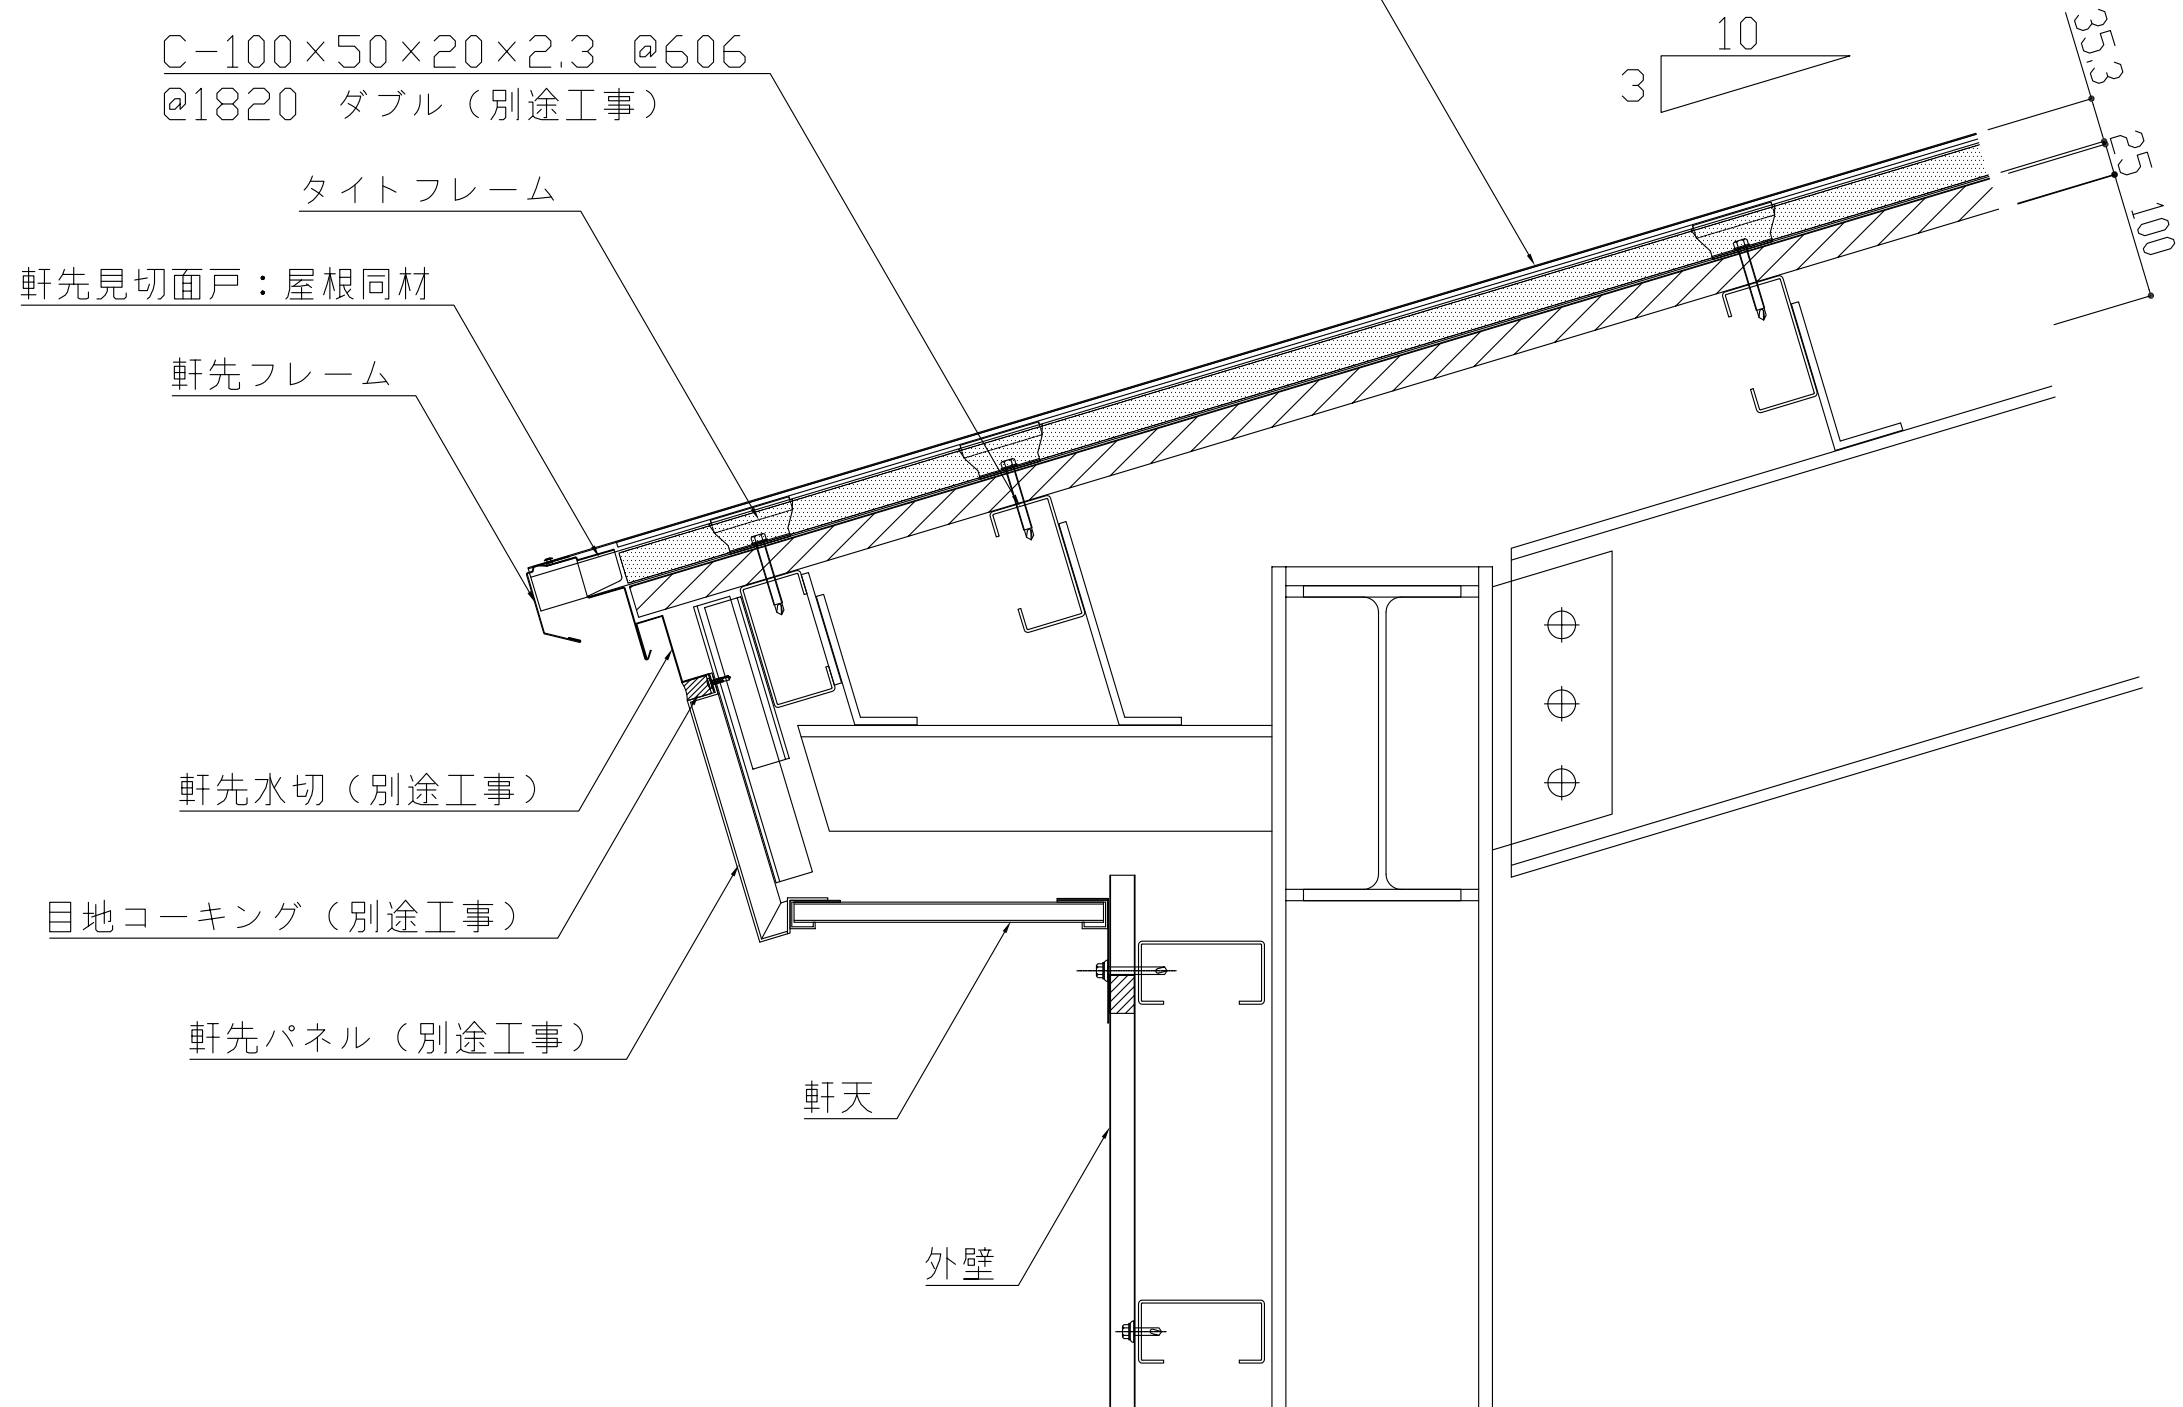 C-100×50×20×2.3 @606
@1820 ダブル（別途工事）
10
3
35.3
25
100
タイトフレーム
軒先見切面戸：屋根同材
軒先フレーム
軒先水切（別途工事）
目地コーキング（別途工事）
軒先パネル（別途工事）
軒天
外壁